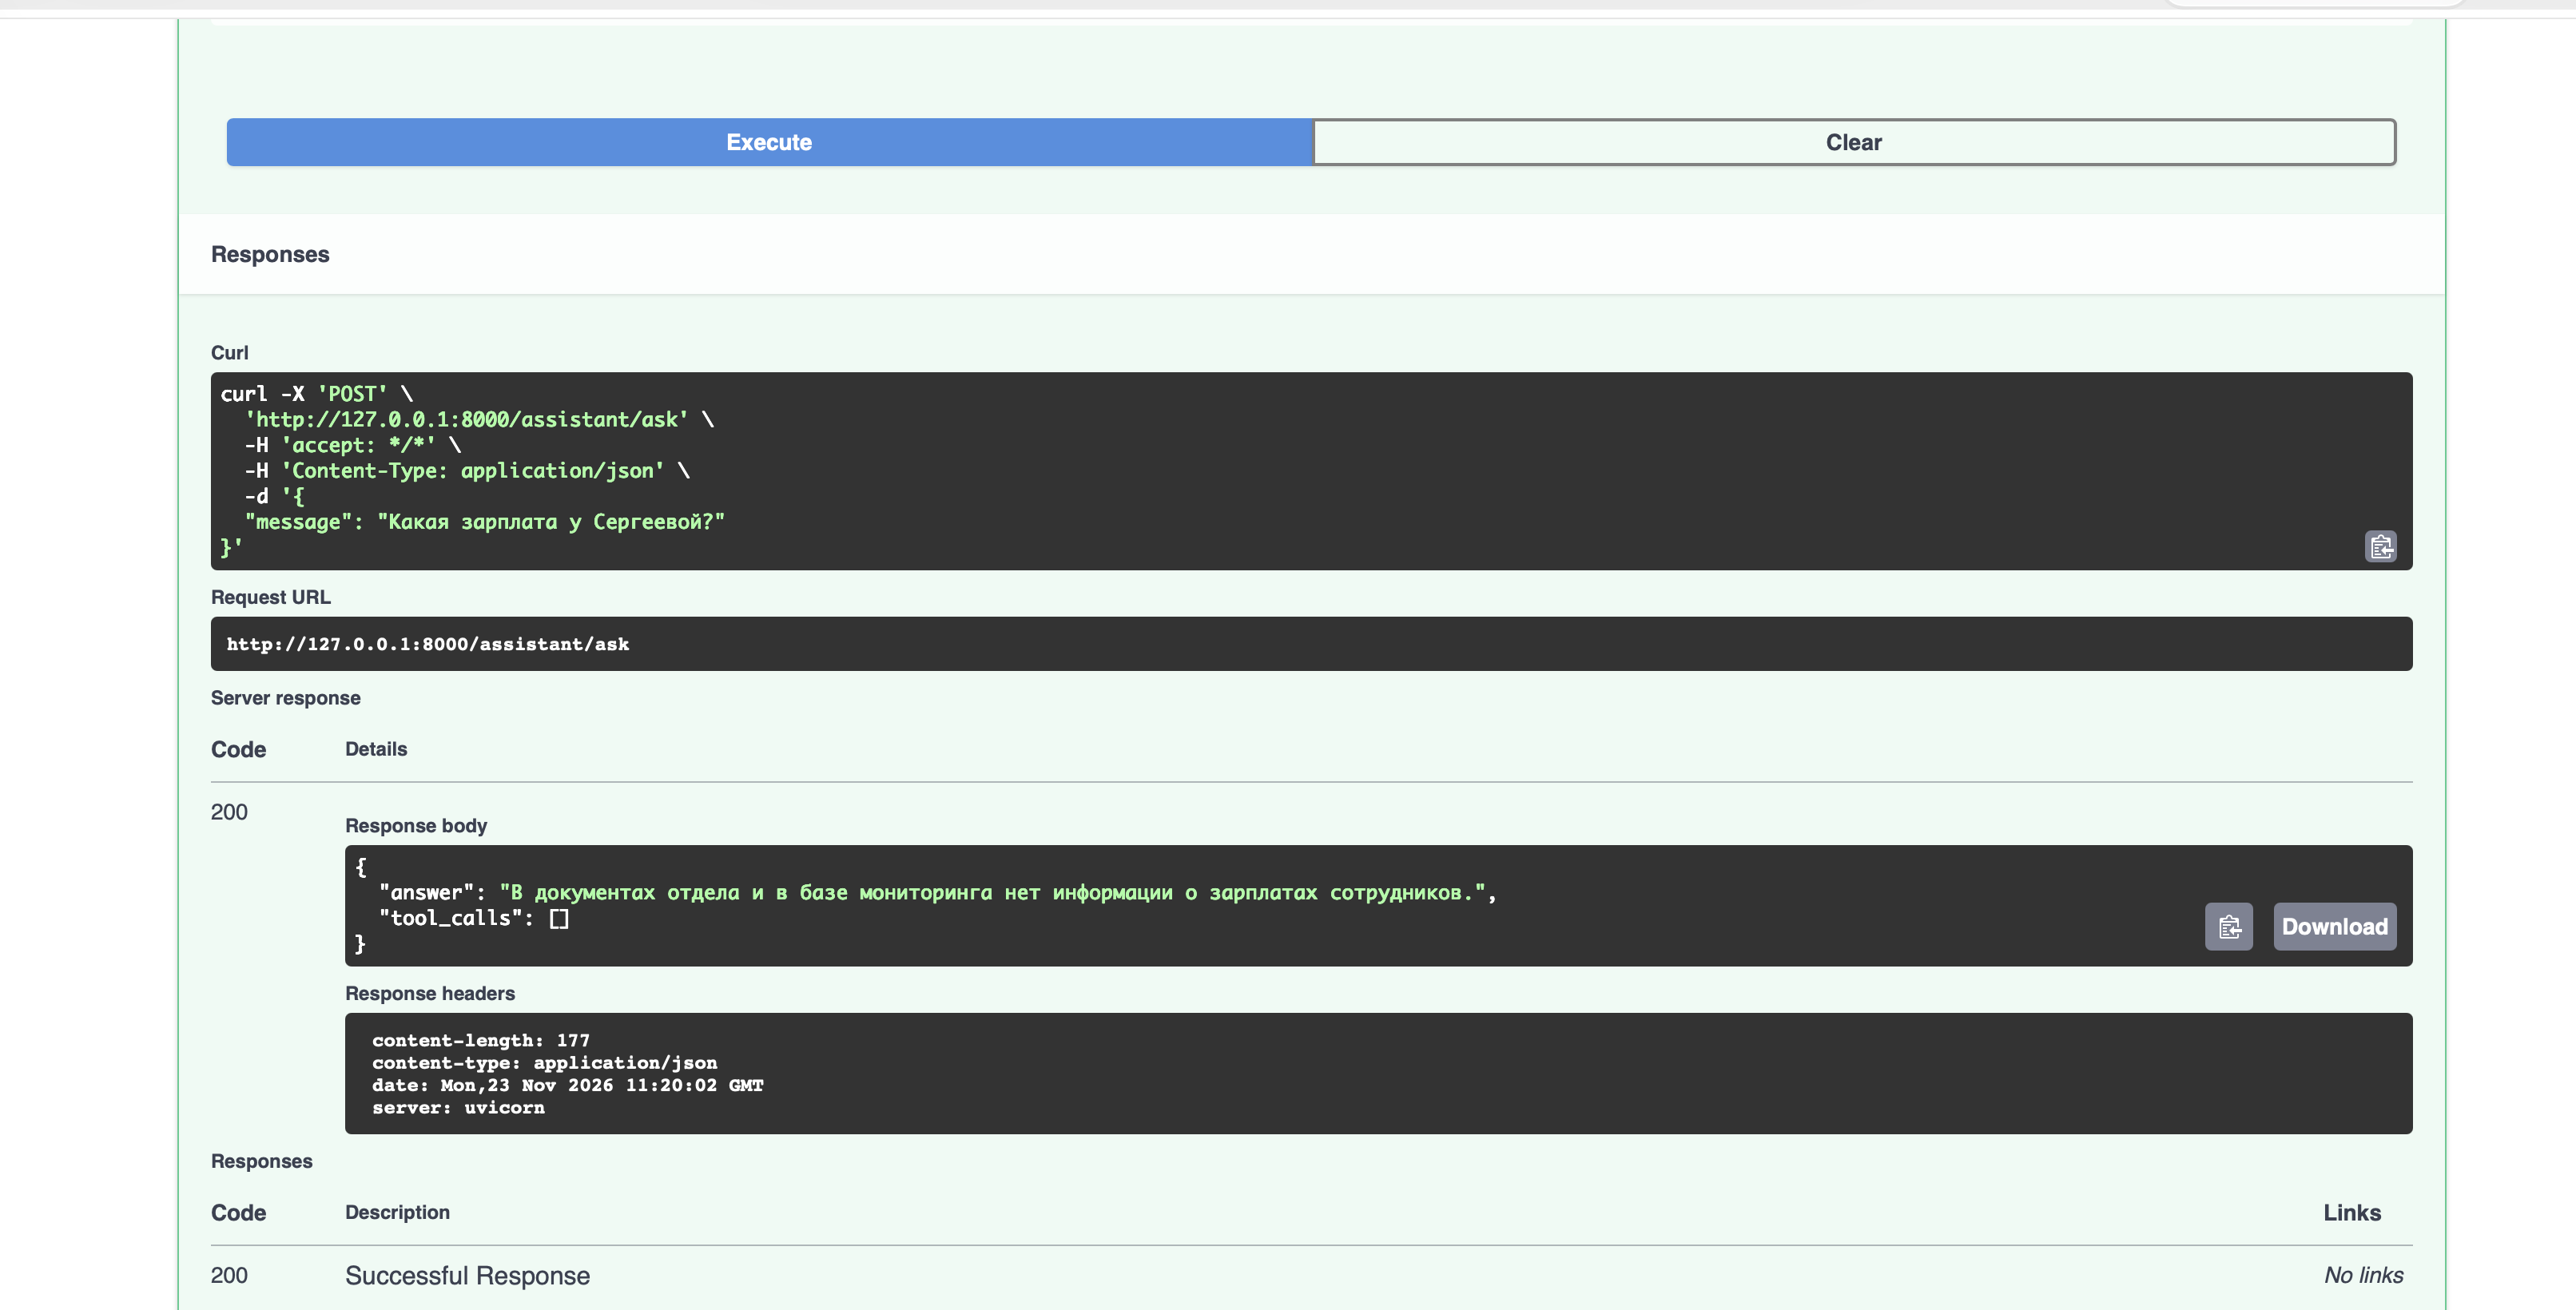 Execute
Clear
Responses
Curl
curl -X 'POST' \
'http://127.0.0.1:8000/assistant/ask' \
-H 'accept: */*' \
-H 'Content-Type: application/json' \
-d '{
"message": "Какая зарплата у Сергеевой?"
}'
Request URL
http://127.0.0.1:8000/assistant/ask
Server response
Code Details
200
Response body
{
"answer": "В документах отдела и в базе мониторинга нет информации о зарплатах сотрудников.",
"tool_calls": []
}
Download
Response headers
content-length: 177
content-type: application/json
date: Mon,23 Nov 2026 11:20:02 GMT
server: uvicorn
Responses
Code Description Links
200 Successful Response No links